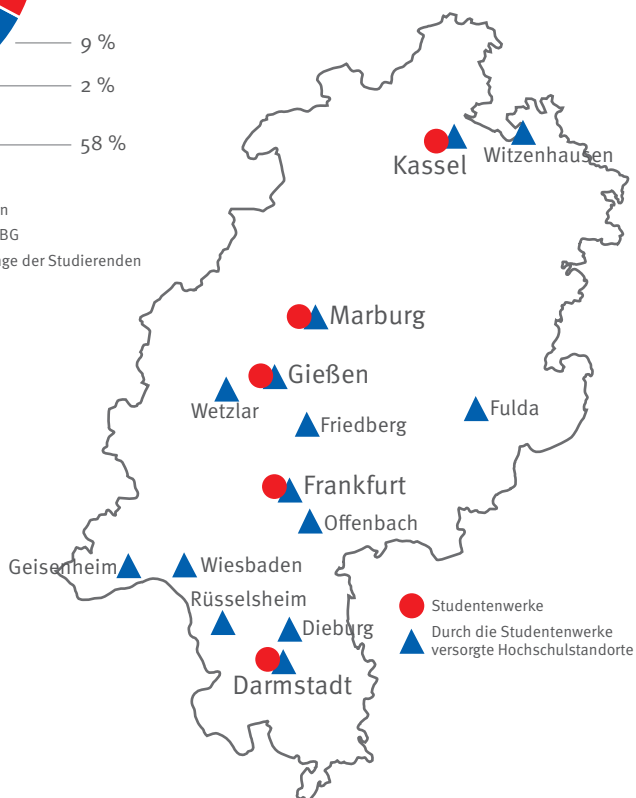 9 %
2 %
58 %
n
BG
nge der Studierenden
Kassel
Witzenhausen
Marburg
Gießen
Wetzlar
Friedberg
Fulda
Frankfurt
Offenbach
Geisenheim
Wiesbaden
Rüsselsheim
Dieburg
Darmstadt
Studentenwerke
Durch die Studentenwerke
versorgte Hochschulstandorte